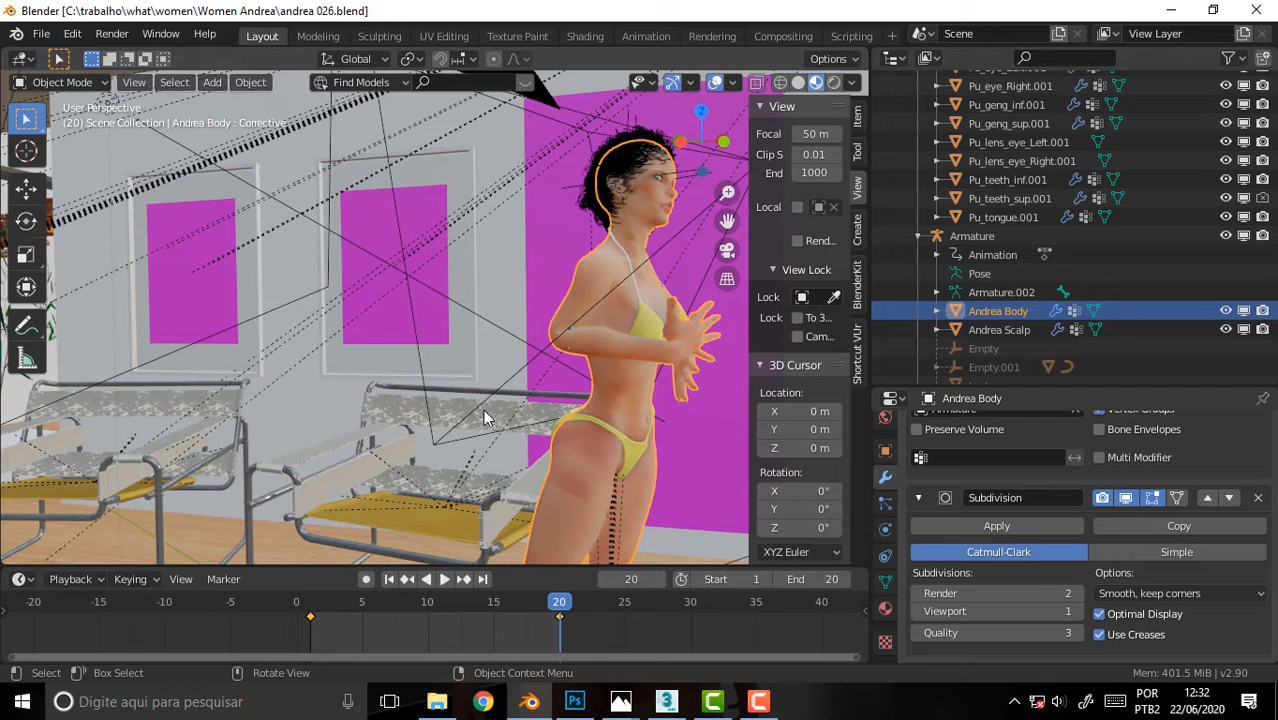 Blender [C:\trabalho\what\women\Women Andrea\andrea 026.blend]
File Edit Render Window Help Layout Modeling Sculpting UV Editing Texture Paint Shading Animation Rendering Compositing Scripting Scene View Layer
Global Options
Object Mode View Select Add Object Find Models
User Perspective
(20) Scene Collection | Andrea Body : Corrective
View
Focal 50 m
Clip S 0.01
End 1000
Local
Rend...
View Lock
Lock
Lock To 3...
Cam...
3D Cursor
Location:
X 0 m
Y 0 m
Z 0 m
Rotation:
X 0°
Y 0°
Z 0°
XYZ Euler
Item
Tool
View
Create
BlenderKit
Shortcut VUr
Z
Pu_eye_Right.001
Pu_geng_inf.001
Pu_geng_sup.001
Pu_lens_eye_Left.001
Pu_lens_eye_Right.001
Pu_teeth_inf.001
Pu_teeth_sup.001
Pu_tongue.001
Armature
Animation
Pose
Armature.002
Andrea Body
Andrea Scalp
Empty
Empty.001
Andrea Body
Preserve Volume Bone Envelopes
Multi Modifier
Subdivision
Apply Copy
Catmull-Clark Simple
Subdivisions: Options:
Render 2 Smooth, keep corners
Viewport 1 Optimal Display
Quality 3 Use Creases
Playback Keying View Marker 20 Start 1 End 20
-20 -15 -10 -5 0 5 10 15 20 25 30 35 40
Select Box Select Rotate View Object Context Menu Mem: 401.5 MiB | v2.90
Digite aqui para pesquisar
POR
PTB2
12:32
22/06/2020